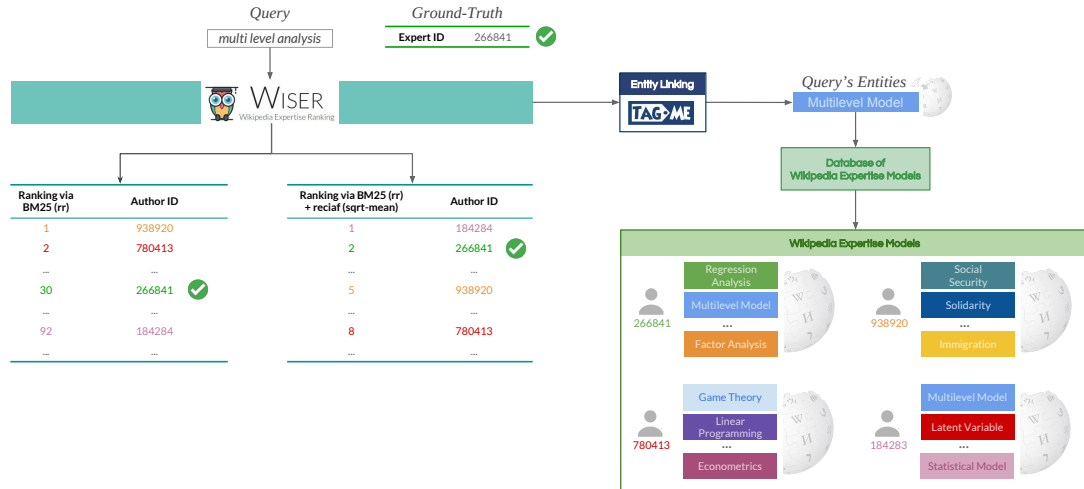 Query
multi level analysis
Ground-Truth
Expert ID 266841
WISER
Wikipedia Expertise Ranking
Entity Linking
TAG ME
Query's Entities
Multilevel Model
Database of
Wikipedia Expertise Models
Ranking via
BM25 (rr) Author ID
1 938920
2 780413
... ...
30 266841
... ...
92 184284
... ...
Ranking via BM25 (rr)
+ reciaf (sqrt-mean) Author ID
1 184284
2 266841
... ...
5 938920
... ...
8 780413
... ...
Wikipedia Expertise Models
266841
Regression
Analysis
Multilevel Model
...
Factor Analysis
938920
Social
Security
Solidarity
...
Immigration
780413
Game Theory
Linear
Programming
...
Econometrics
184283
Multilevel Model
Latent Variable
...
Statistical Model